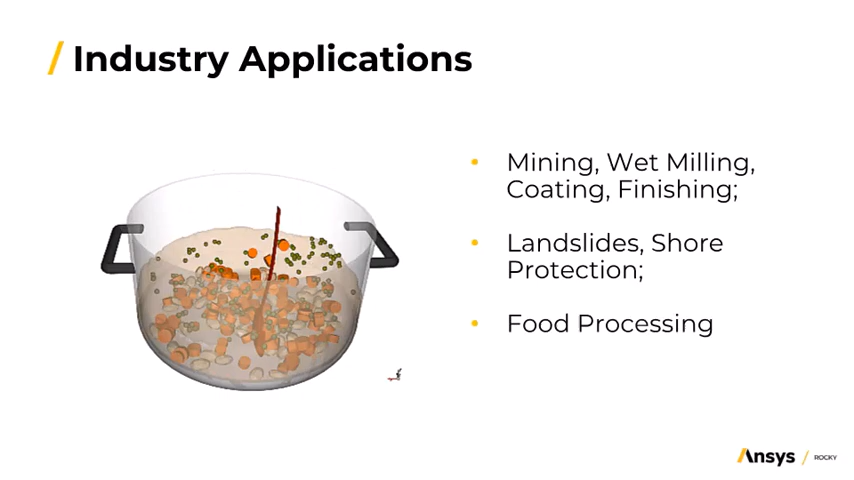 / Industry Applications
• Mining, Wet Milling,
Coating, Finishing;
• Landslides, Shore
Protection;
• Food Processing
Ansys / ROCKY